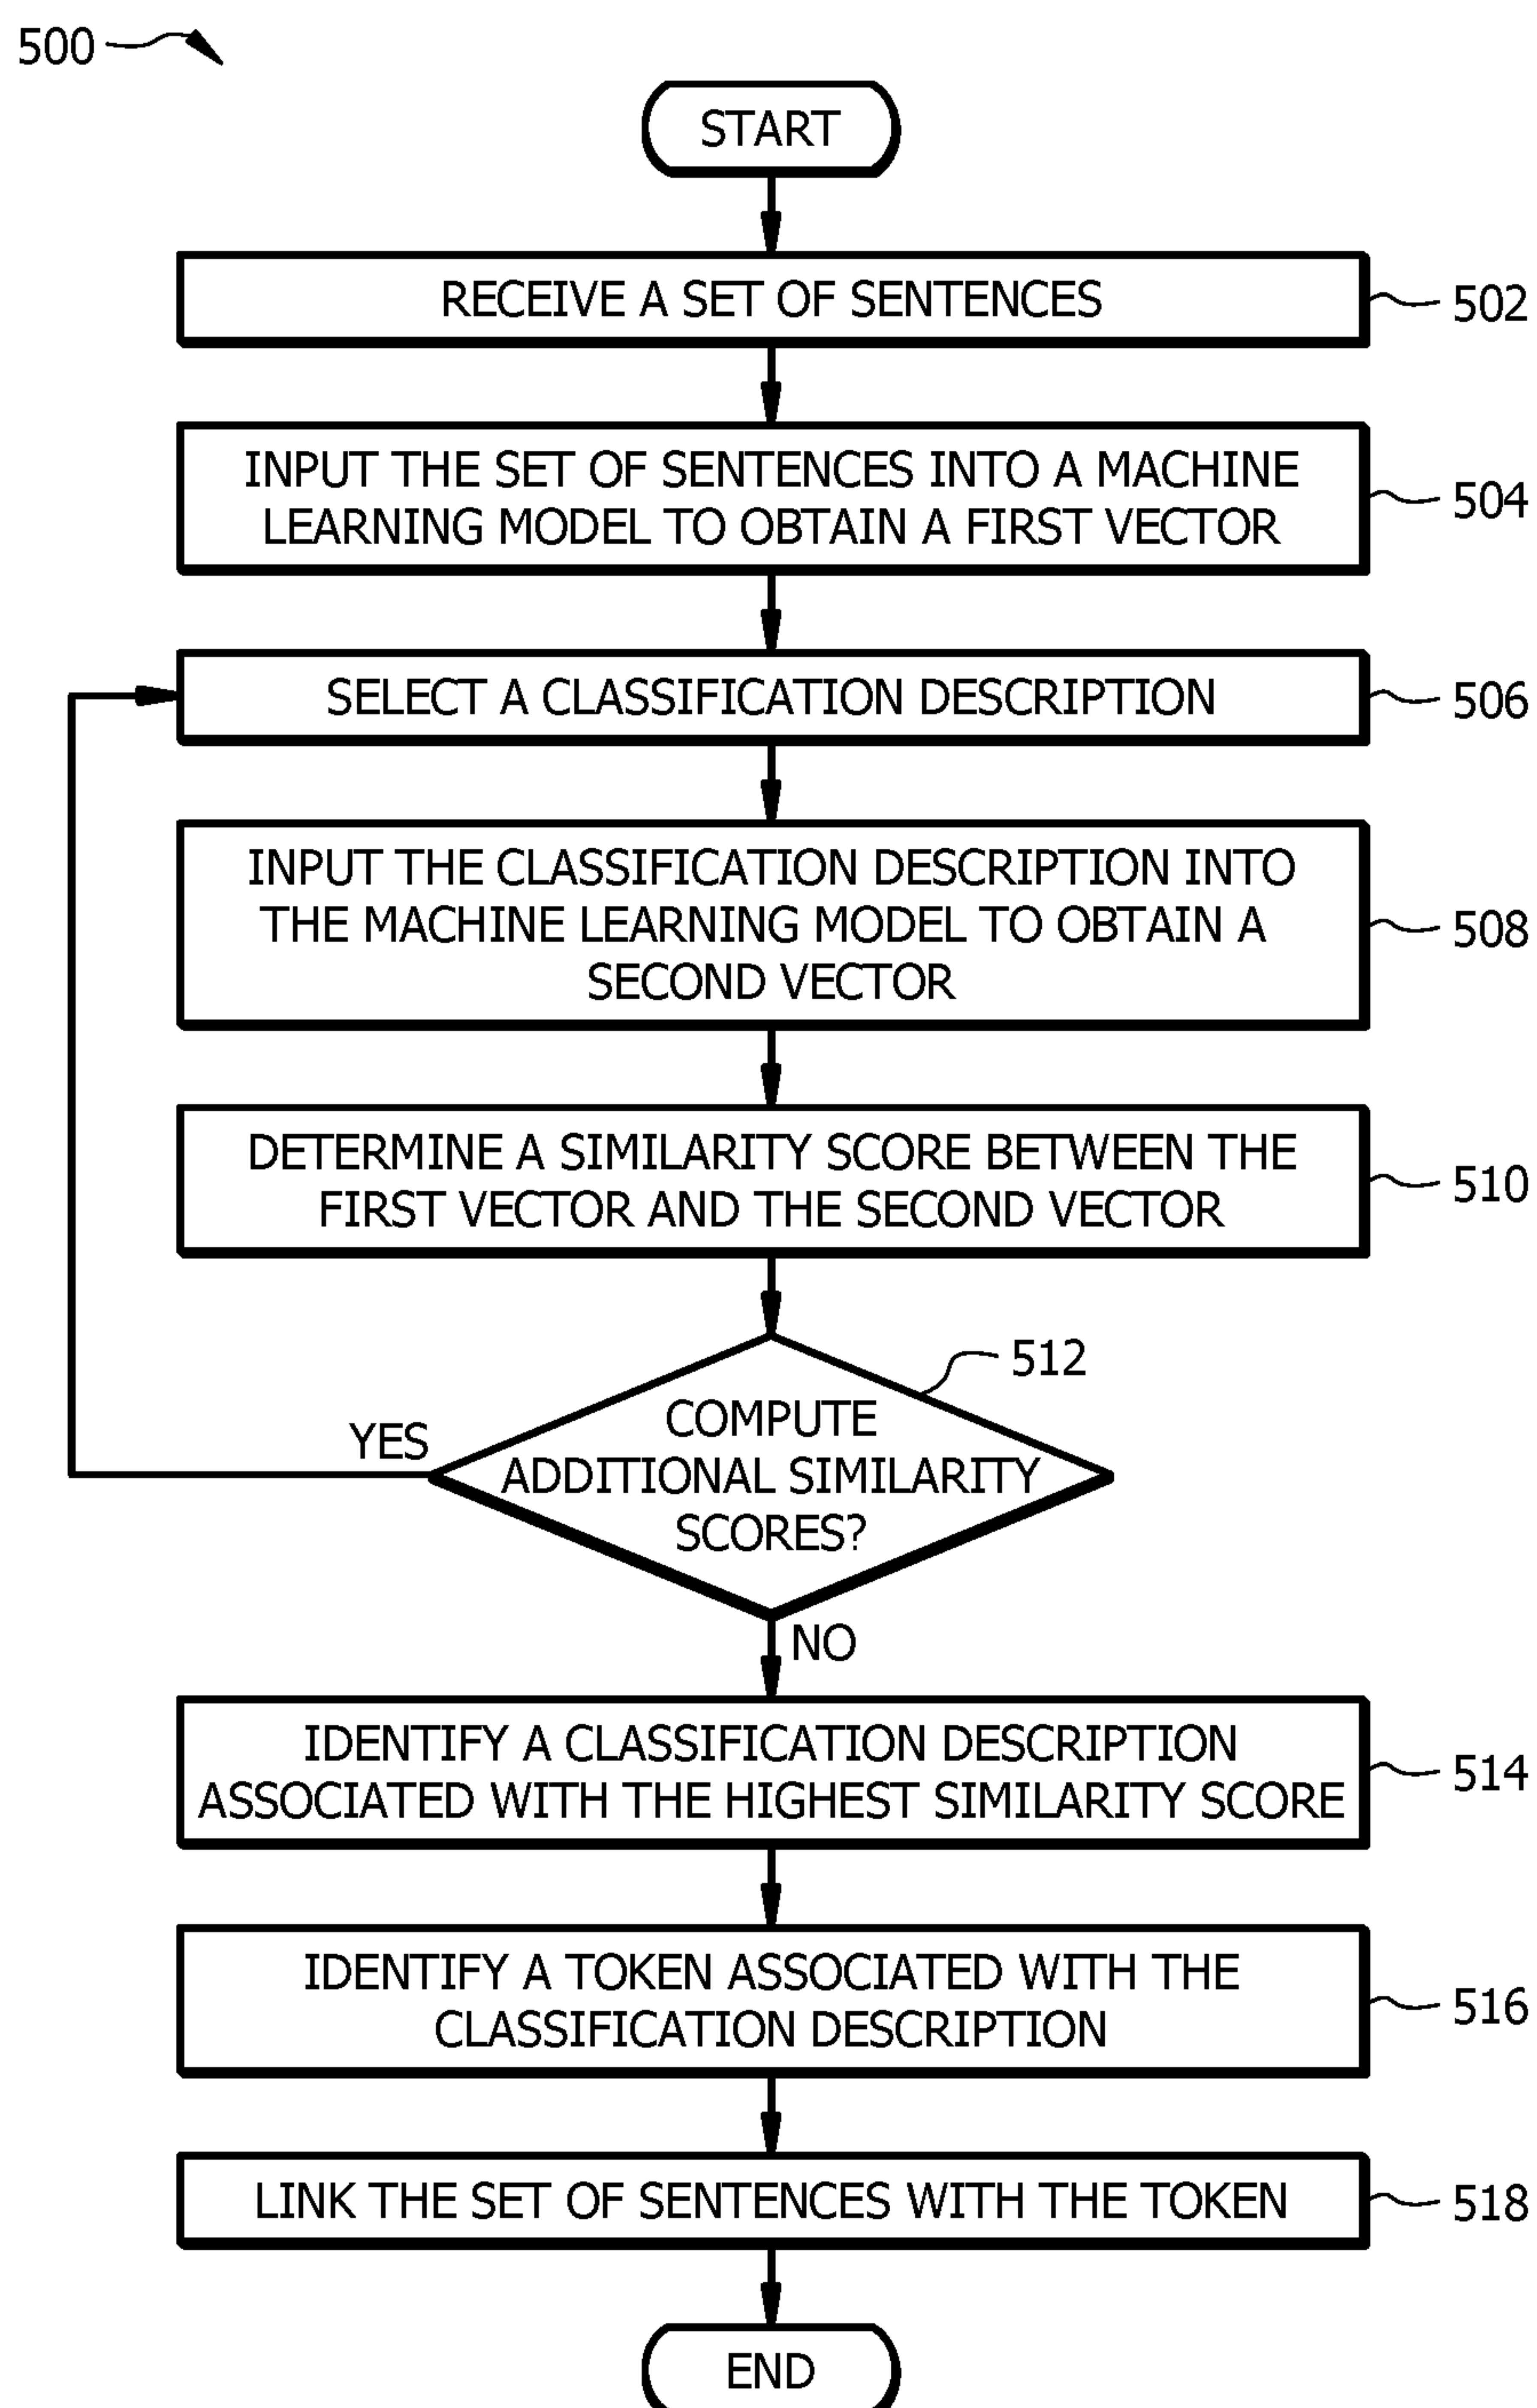 500
START
RECEIVE A SET OF SENTENCES
502
INPUT THE SET OF SENTENCES INTO A MACHINE
LEARNING MODEL TO OBTAIN A FIRST VECTOR
504
SELECT A CLASSIFICATION DESCRIPTION
506
INPUT THE CLASSIFICATION DESCRIPTION INTO
THE MACHINE LEARNING MODEL TO OBTAIN A
SECOND VECTOR
508
DETERMINE A SIMILARITY SCORE BETWEEN THE
FIRST VECTOR AND THE SECOND VECTOR
510
512
COMPUTE
ADDITIONAL SIMILARITY
SCORES?
YES
NO
IDENTIFY A CLASSIFICATION DESCRIPTION
ASSOCIATED WITH THE HIGHEST SIMILARITY SCORE
514
IDENTIFY A TOKEN ASSOCIATED WITH THE
CLASSIFICATION DESCRIPTION
516
LINK THE SET OF SENTENCES WITH THE TOKEN
518
END